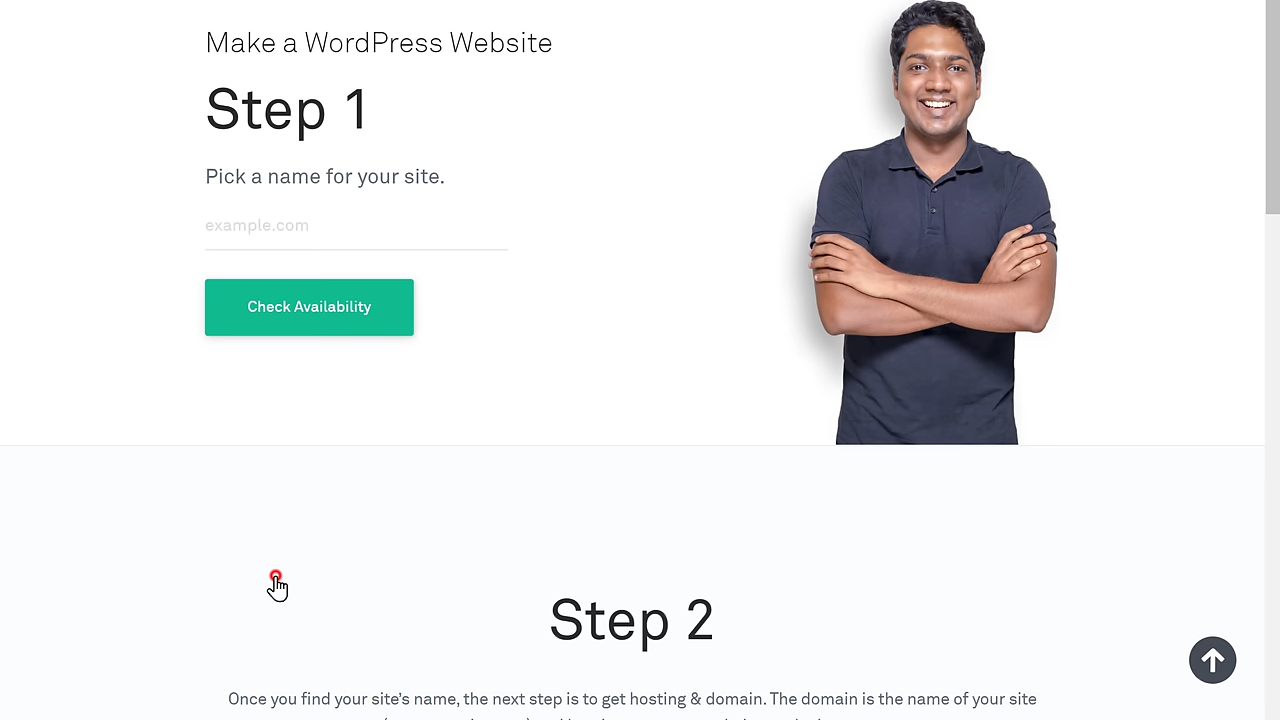 Make a WordPress Website
Step 1
Pick a name for your site.
example.com
Check Availability
Step 2
Once you find your site's name, the next step is to get hosting & domain. The domain is the name of your site